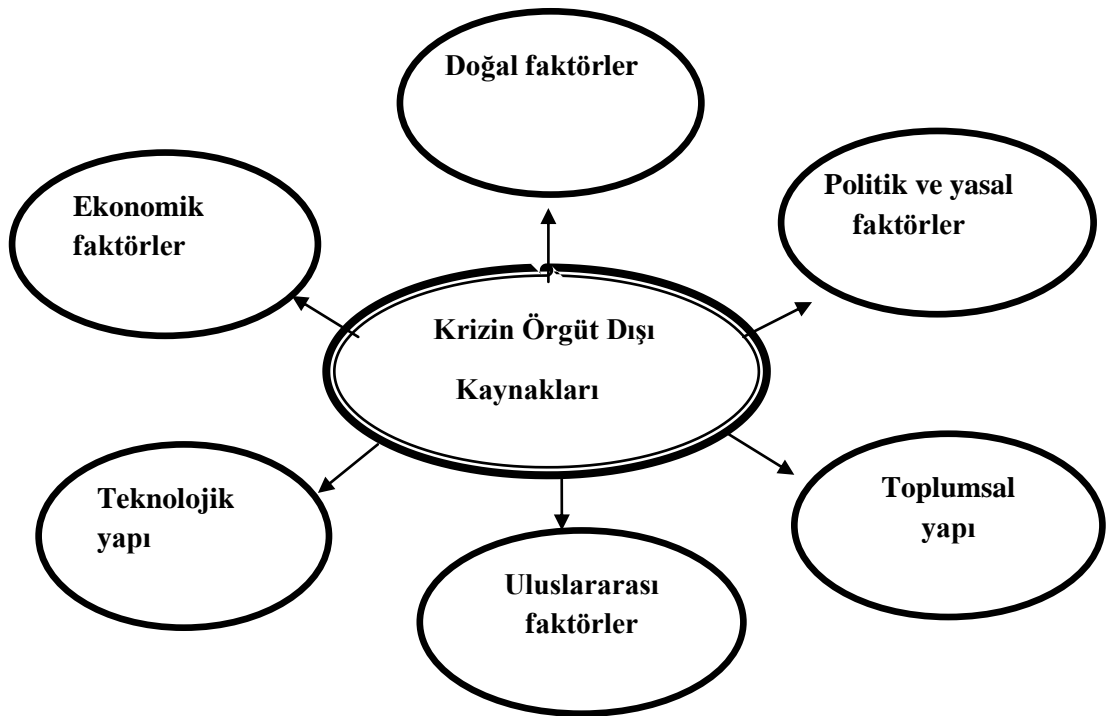 Doğal faktörler
Ekonomik
faktörler
Politik ve yasal
faktörler
Krizin Örgüt Dışı
Kaynakları
Teknolojik
yapı
Toplumsal
yapı
Uluslararası
faktörler